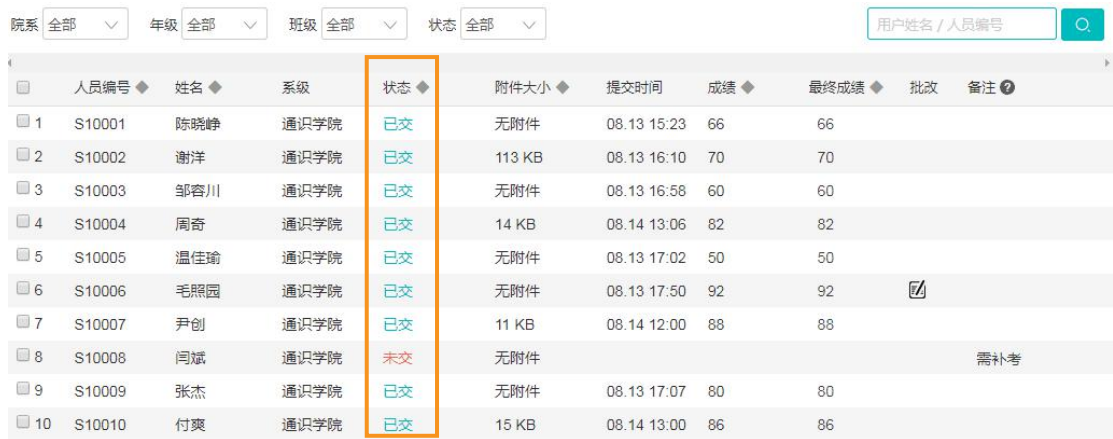 院系 全部 年级 全部 班级 全部 状态 全部 用户姓名 / 人员编号
人员编号 姓名 系级 状态 附件大小 提交时间 成绩 最终成绩 批改 备注 ?
1 S10001 陈晓峥 通识学院 已交 无附件 08.13 15:23 66 66
2 S10002 谢洋 通识学院 已交 113 KB 08.13 16:10 70 70
3 S10003 邹容川 通识学院 已交 无附件 08.13 16:58 60 60
4 S10004 周奇 通识学院 已交 14 KB 08.14 13:06 82 82
5 S10005 温佳瑜 通识学院 已交 无附件 08.13 17:02 50 50
6 S10006 毛照园 通识学院 已交 无附件 08.13 17:50 92 92
7 S10007 尹创 通识学院 已交 11 KB 08.14 12:00 88 88
8 S10008 闫斌 通识学院 未交 无附件 需补考
9 S10009 张杰 通识学院 已交 无附件 08.13 17:07 80 80
10 S10010 付爽 通识学院 已交 15 KB 08.14 13:00 86 86